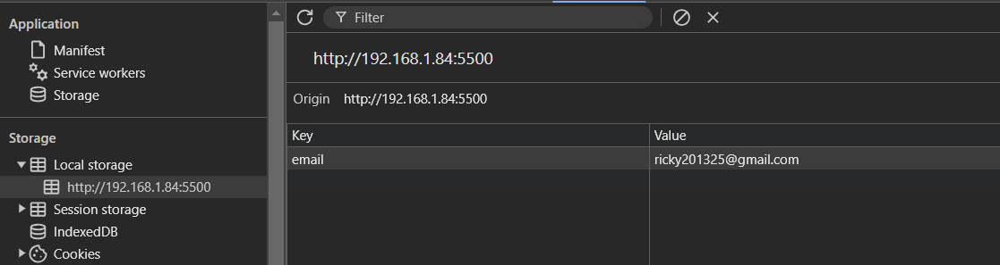 Application
Manifest
Service workers
Storage
Storage
Local storage
http://192.168.1.84:5500
Session storage
IndexedDB
Cookies
Filter
http://192.168.1.84:5500
Origin http://192.168.1.84:5500
Key Value
email ricky201325@gmail.com